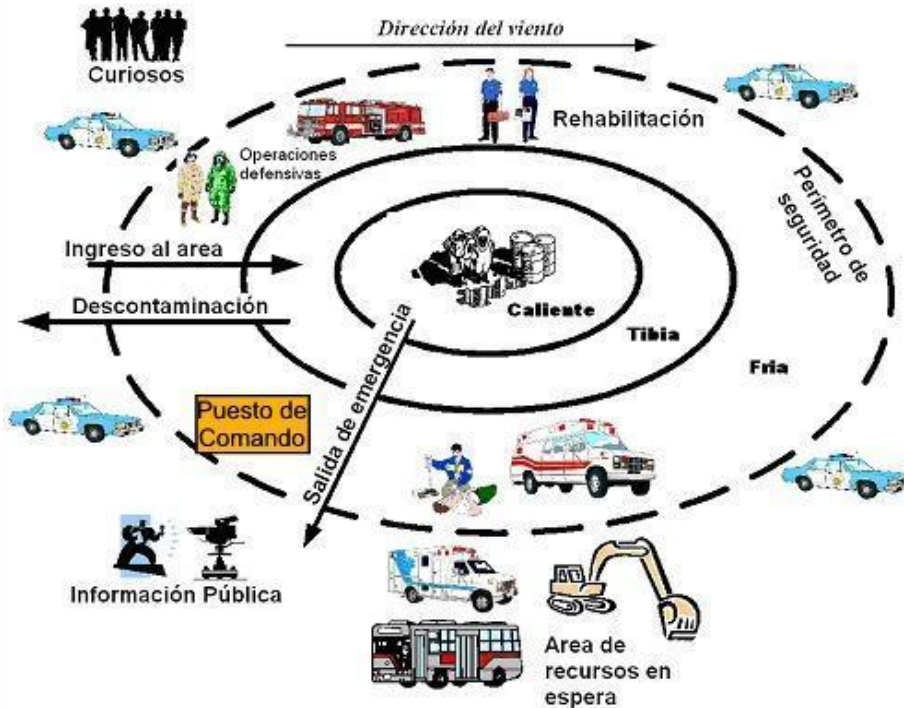 Dirección del viento
Curiosos
Rehabilitación
Operaciones
defensivas
Perímetro de
seguridad
Ingreso al area
Descontaminación
Caliente
Tibia
Fria
Salida de emergencia
Puesto de
Comando
Información Pública
Area de
recursos en
espera